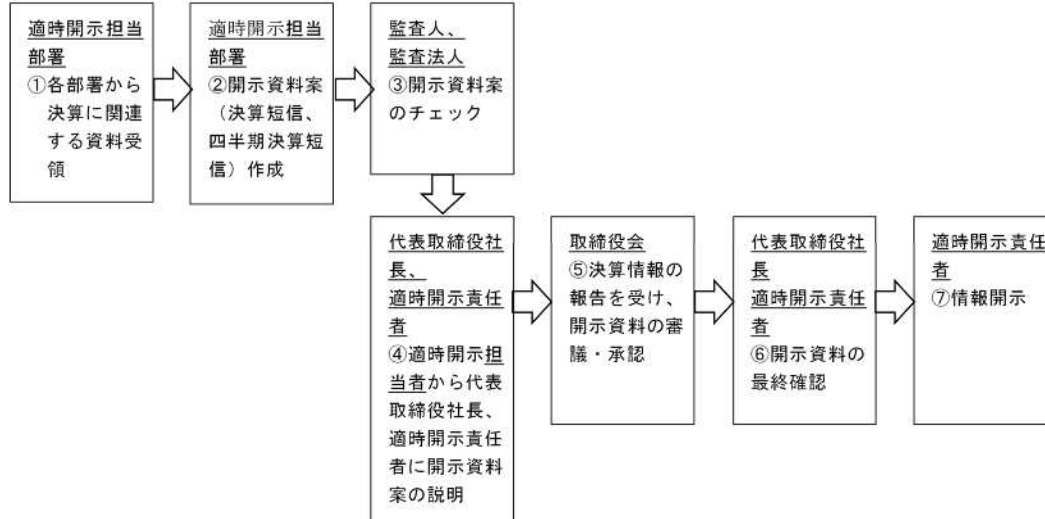 適時開示担当
部署
①各部署から
決算に関連
する資料受
領
適時開示担当
部署
②開示資料案
（決算短信、
四半期決算短
信）作成
監査人、
監査法人
③開示資料案
のチェック
代表取締役社
長、
適時開示責任
者
④適時開示担
当者から代表
取締役社長、
適時開示責任
者に開示資料
案の説明
取締役会
⑤決算情報の
報告を受け、
開示資料の審
議・承認
代表取締役社
長
適時開示責任
者
⑥開示資料の
最終確認
適時開示責任
者
⑦情報開示